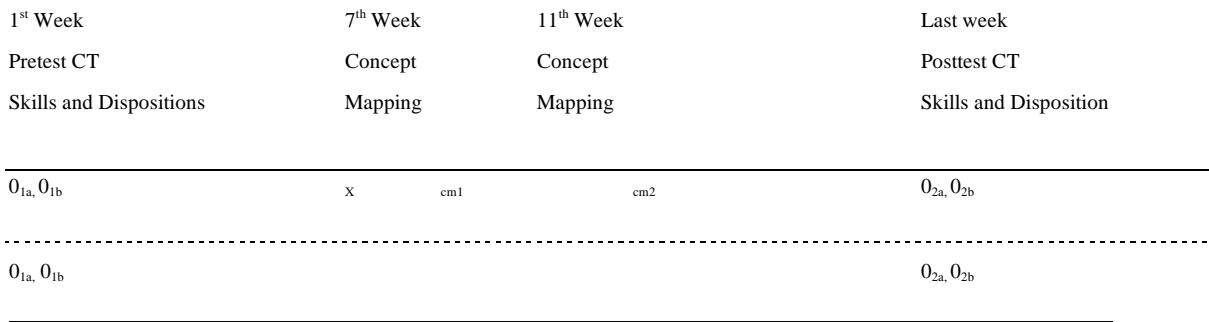 1st Week 7th Week 11th Week Last week
Pretest CT Concept Concept Posttest CT
Skills and Dispositions Mapping Mapping Skills and Disposition
01a, 01b X cm1 cm2 02a, 02b
01a, 01b 02a, 02b